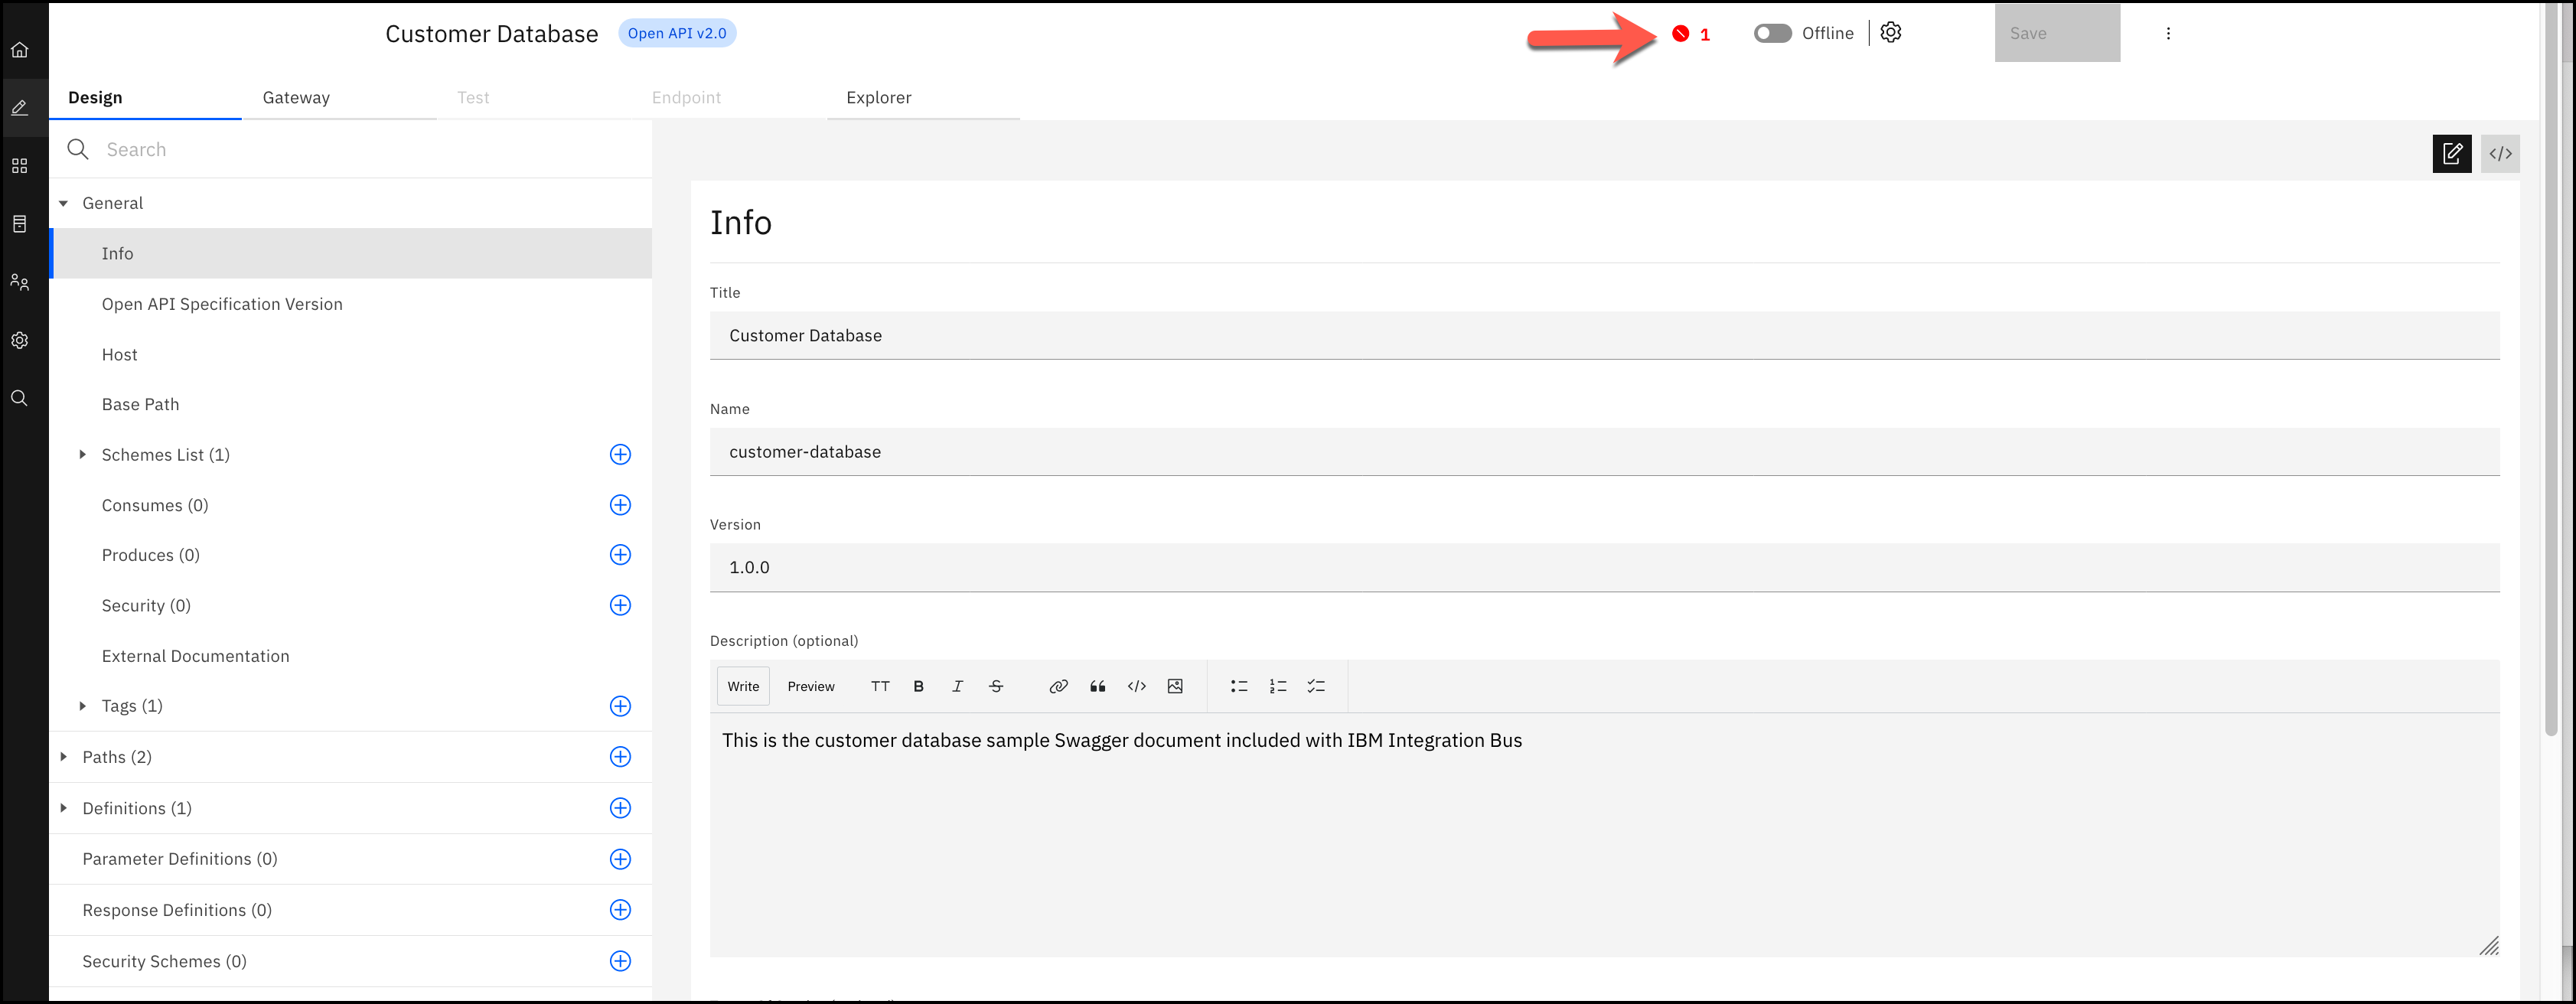 Customer Database
Open API v2.0
1
Offline
Save
Design
Gateway
Test
Endpoint
Explorer
Search
General
Info
Open API Specification Version
Host
Base Path
Schemes List (1)
Consumes (0)
Produces (0)
Security (0)
External Documentation
Tags (1)
Paths (2)
Definitions (1)
Parameter Definitions (0)
Response Definitions (0)
Security Schemes (0)
Info
Title
Customer Database
Name
customer-database
Version
1.0.0
Description (optional)
Write Preview TT B I S
This is the customer database sample Swagger document included with IBM Integration Bus